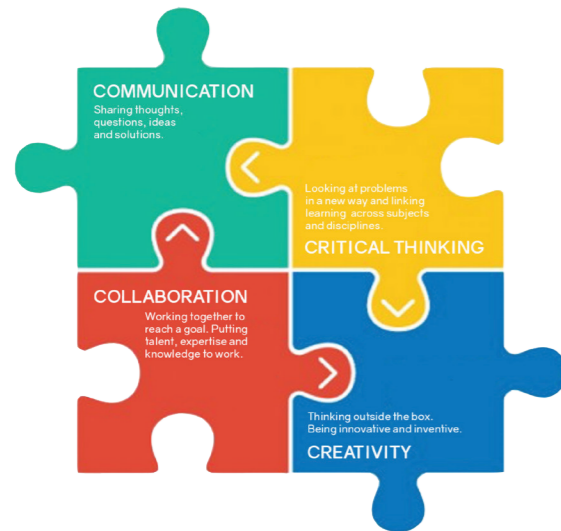 COMMUNICATION
Sharing thoughts,
questions, ideas
and solutions.
Looking at problems
in a new way and linking
learning across subjects
and disciplines.
CRITICAL THINKING
COLLABORATION
Working together to
reach a goal. Putting
talent, expertise and
knowledge to work.
Thinking outside the box.
Being innovative and inventive.
CREATIVITY